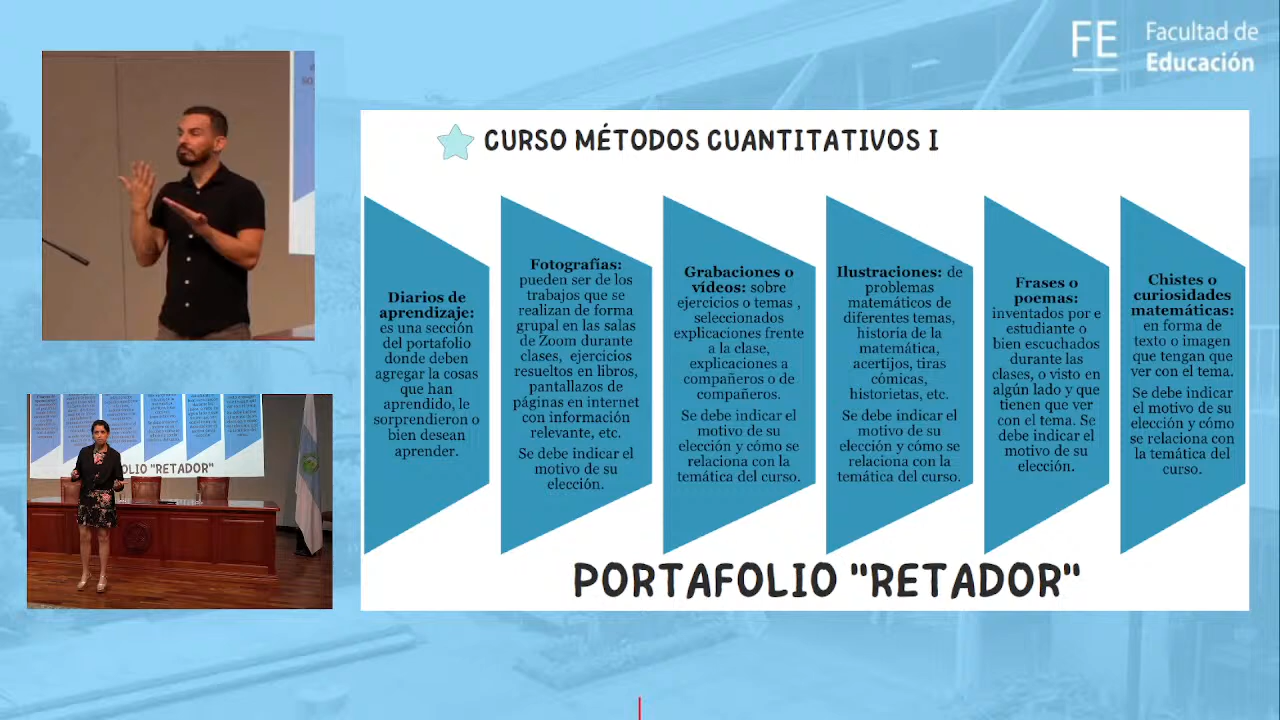 FE Facultad de
Educación
CURSO MÉTODOS CUANTITATIVOS I
Diarios de
aprendizaje:
es una sección
del portafolio
donde deben
agregar la cosas
que han
aprendido, le
sorprendieron o
bien desean
aprender.
Fotografías:
pueden ser de los
trabajos que se
realizan de forma
grupal en las salas
de Zoom durante
clases, ejercicios
resueltos en libros,
pantallazos de
páginas en internet
con información
relevante, etc.
Se debe indicar el
motivo de su
elección.
Grabaciones o
vídeos: sobre
ejercicios o temas ,
seleccionados
explicaciones frente
a la clase,
explicaciones a
compañeros o de
compañeros.
Se debe indicar el
motivo de su
elección y cómo se
relaciona con la
temática del curso.
Ilustraciones: de
problemas
matemáticos de
diferentes temas,
historia de la
matemática,
acertijos, tiras
cómicas,
historietas, etc.
Se debe indicar el
motivo de su
elección y cómo se
relaciona con la
temática del curso.
Frases o
poemas:
inventados por e
estudiante o
bien escuchados
durante las
clases, o visto en
algún lado y que
tienen que ver
con el tema. Se
debe indicar el
motivo de su
elección.
Chistes o
curiosidades
matemáticas:
en forma de
texto o imagen
que tengan que
ver con el tema.
Se debe indicar
el motivo de su
elección y cómo
se relaciona con
la temática del
curso.
PORTAFOLIO "RETADOR"
FOLIO "RETADOR"